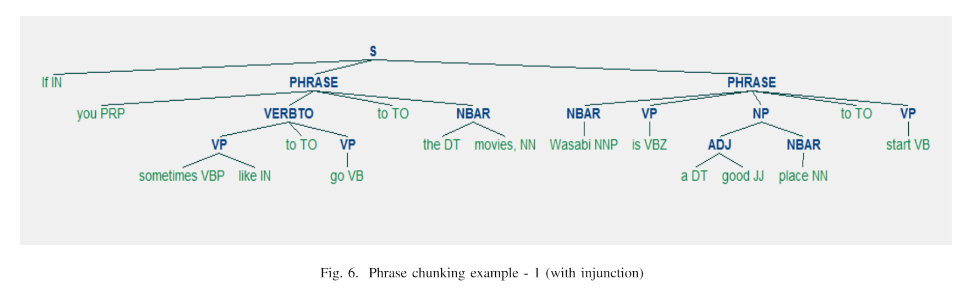 S
If IN PHRASE PHRASE
you PRP VERBTO to TO NBAR NBAR VP NP to TO VP
VP to TO VP the DT movies, NN Wasabi NNP is VBZ ADJ NBAR start VB
sometimes VBP like IN go VB a DT good JJ place NN
Fig. 6. Phrase chunking example - 1 (with injunction)